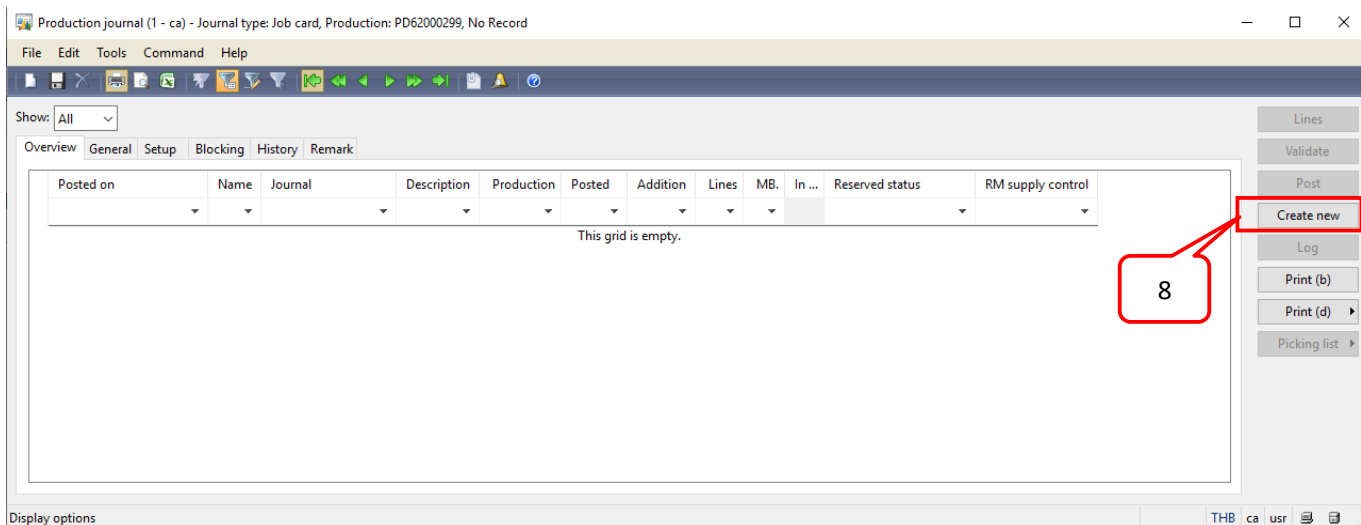 Production journal (1 - ca) - Journal type: Job card, Production: PD62000299, No Record
File Edit Tools Command Help
Show: All
Overview General Setup Blocking History Remark
Posted on Name Journal Description Production Posted Addition Lines MB. In ... Reserved status RM supply control
This grid is empty.
Lines
Validate
Post
Create new
Log
Print (b)
Print (d)
Picking list
8
Display options THB ca usr